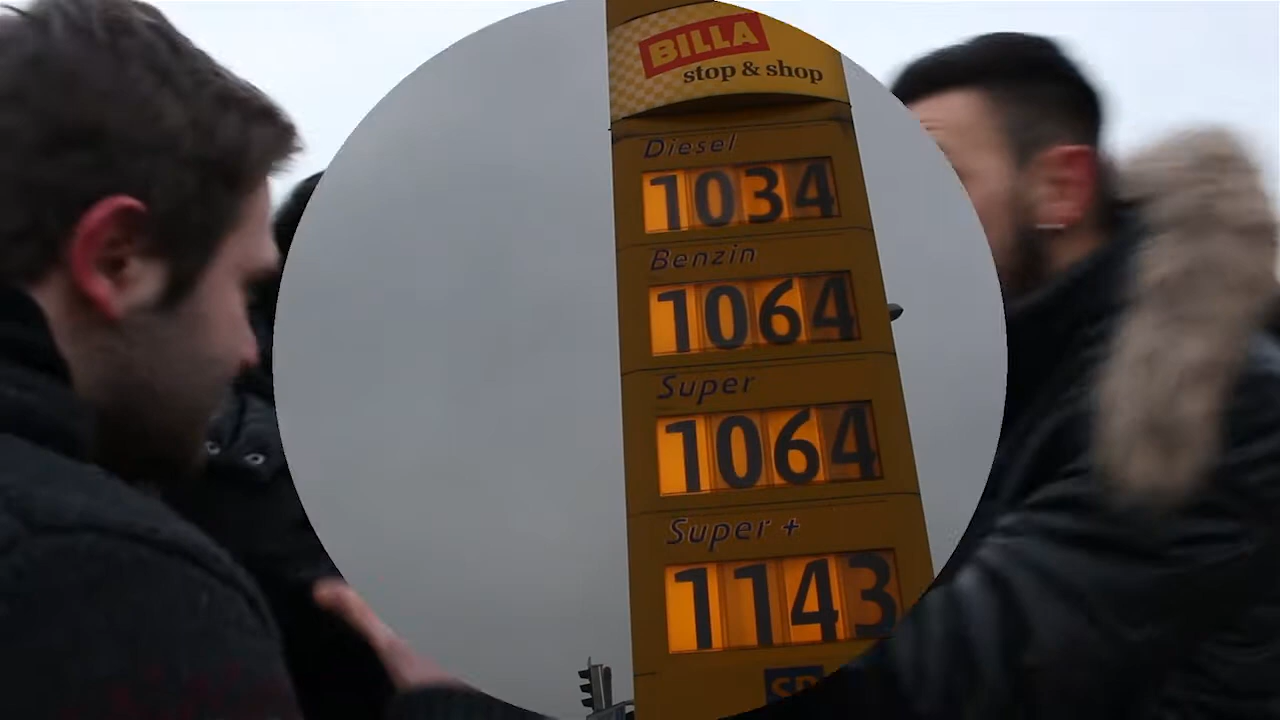 BILLA
stop & shop
Diesel
1034
Benzin
1064
Super
1064
Super +
1143